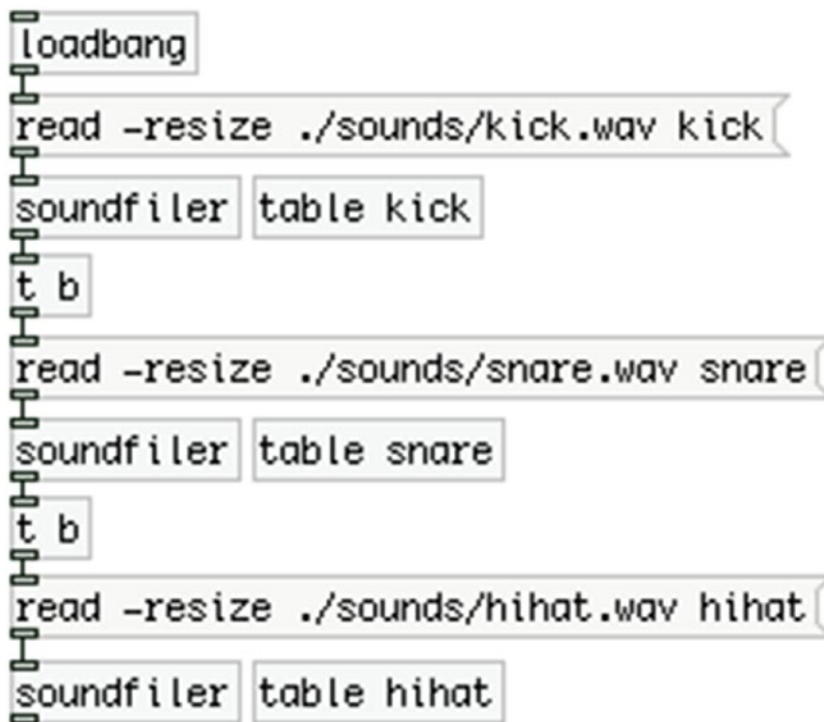 loadbang
read -resize ./sounds/kick.wav kick
soundfiler table kick
t b
read -resize ./sounds/snare.wav snare
soundfiler table snare
t b
read -resize ./sounds/hihat.wav hihat
soundfiler table hihat